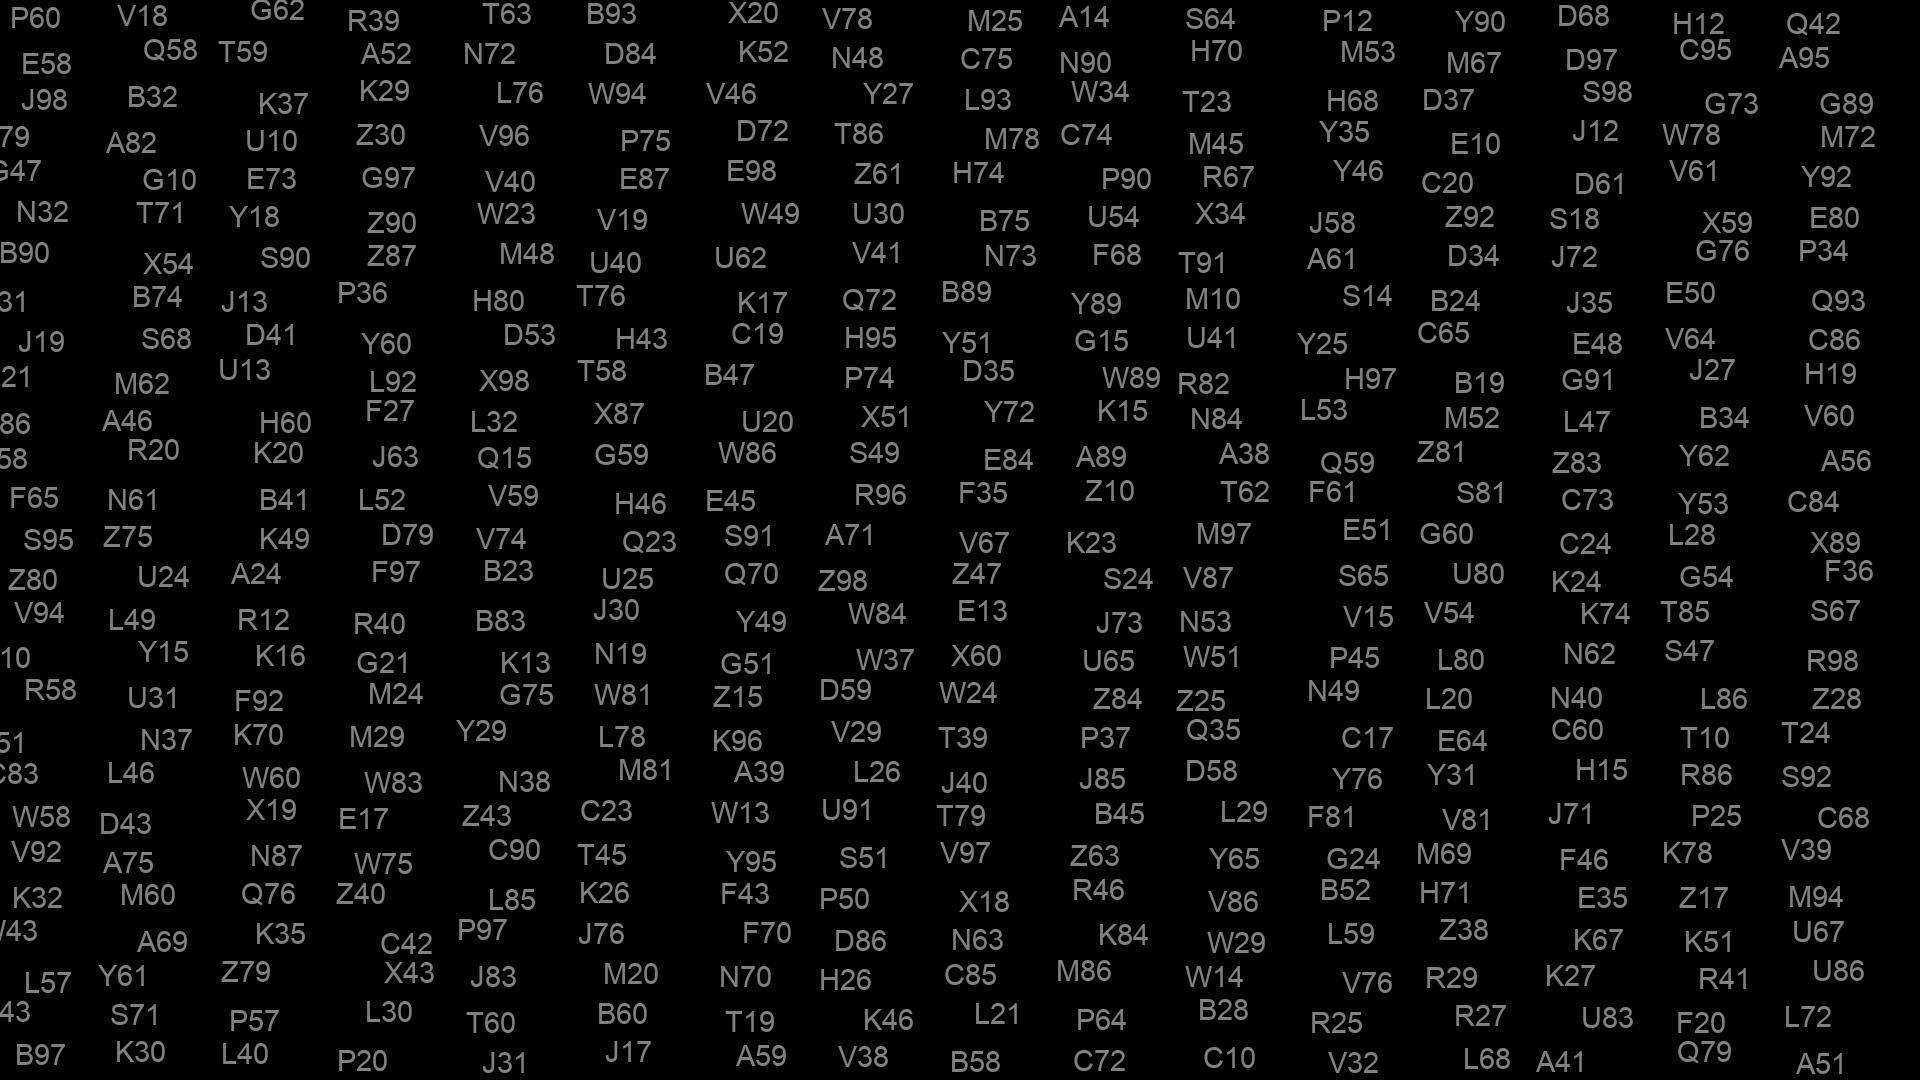 P60 V18 G62 R39 T63 B93 X20 V78 M25 A14 S64 P12 Y90 D68 H12 Q42
E58 Q58 T59 A52 N72 D84 K52 N48 C75 N90 H70 M53 M67 D97 C95 A95
J98 B32 K37 K29 L76 W94 V46 Y27 L93 W34 T23 H68 D37 S98 G73 G89
79 A82 U10 Z30 V96 P75 D72 T86 M78 C74 M45 Y35 E10 J12 W78 M72
G47 G10 E73 G97 V40 E87 E98 Z61 H74 P90 R67 Y46 C20 D61 V61 Y92
N32 T71 Y18 Z90 W23 V19 W49 U30 B75 U54 X34 J58 Z92 S18 X59 E80
B90 X54 S90 Z87 M48 U40 U62 V41 N73 F68 T91 A61 D34 J72 G76 P34
31 B74 J13 P36 H80 T76 K17 Q72 B89 Y89 M10 S14 B24 J35 E50 Q93
J19 S68 D41 Y60 D53 H43 C19 H95 Y51 G15 U41 Y25 C65 E48 V64 C86
21 M62 U13 L92 X98 T58 B47 P74 D35 W89 R82 H97 B19 G91 J27 H19
86 A46 H60 F27 L32 X87 U20 X51 Y72 K15 N84 L53 M52 L47 B34 V60
58 R20 K20 J63 Q15 G59 W86 S49 E84 A89 A38 Q59 Z81 Z83 Y62 A56
F65 N61 B41 L52 V59 H46 E45 R96 F35 Z10 T62 F61 S81 C73 Y53 C84
S95 Z75 K49 D79 V74 Q23 S91 A71 V67 K23 M97 E51 G60 C24 L28 X89
Z80 U24 A24 F97 B23 U25 Q70 Z98 Z47 S24 V87 S65 U80 K24 G54 F36
V94 L49 R12 R40 B83 J30 Y49 W84 E13 J73 N53 V15 V54 K74 T85 S67
10 Y15 K16 G21 K13 N19 G51 W37 X60 U65 W51 P45 L80 N62 S47 R98
R58 U31 F92 M24 G75 W81 Z15 D59 W24 Z84 Z25 N49 L20 N40 L86 Z28
51 N37 K70 M29 Y29 L78 K96 V29 T39 P37 Q35 C17 E64 C60 T10 T24
C83 L46 W60 W83 N38 M81 A39 L26 J40 J85 D58 Y76 Y31 H15 R86 S92
W58 D43 X19 E17 Z43 C23 W13 U91 T79 B45 L29 F81 V81 J71 P25 C68
V92 A75 N87 W75 C90 T45 Y95 S51 V97 Z63 Y65 G24 M69 F46 K78 V39
K32 M60 Q76 Z40 L85 K26 F43 P50 X18 R46 V86 B52 H71 E35 Z17 M94
W43 A69 K35 C42 P97 J76 F70 D86 N63 K84 W29 L59 Z38 K67 K51 U67
L57 Y61 Z79 X43 J83 M20 N70 H26 C85 M86 W14 V76 R29 K27 R41 U86
43 S71 P57 L30 T60 B60 T19 K46 L21 P64 B28 R25 R27 U83 F20 L72
B97 K30 L40 P20 J31 J17 A59 V38 B58 C72 C10 V32 L68 A41 Q79 A51